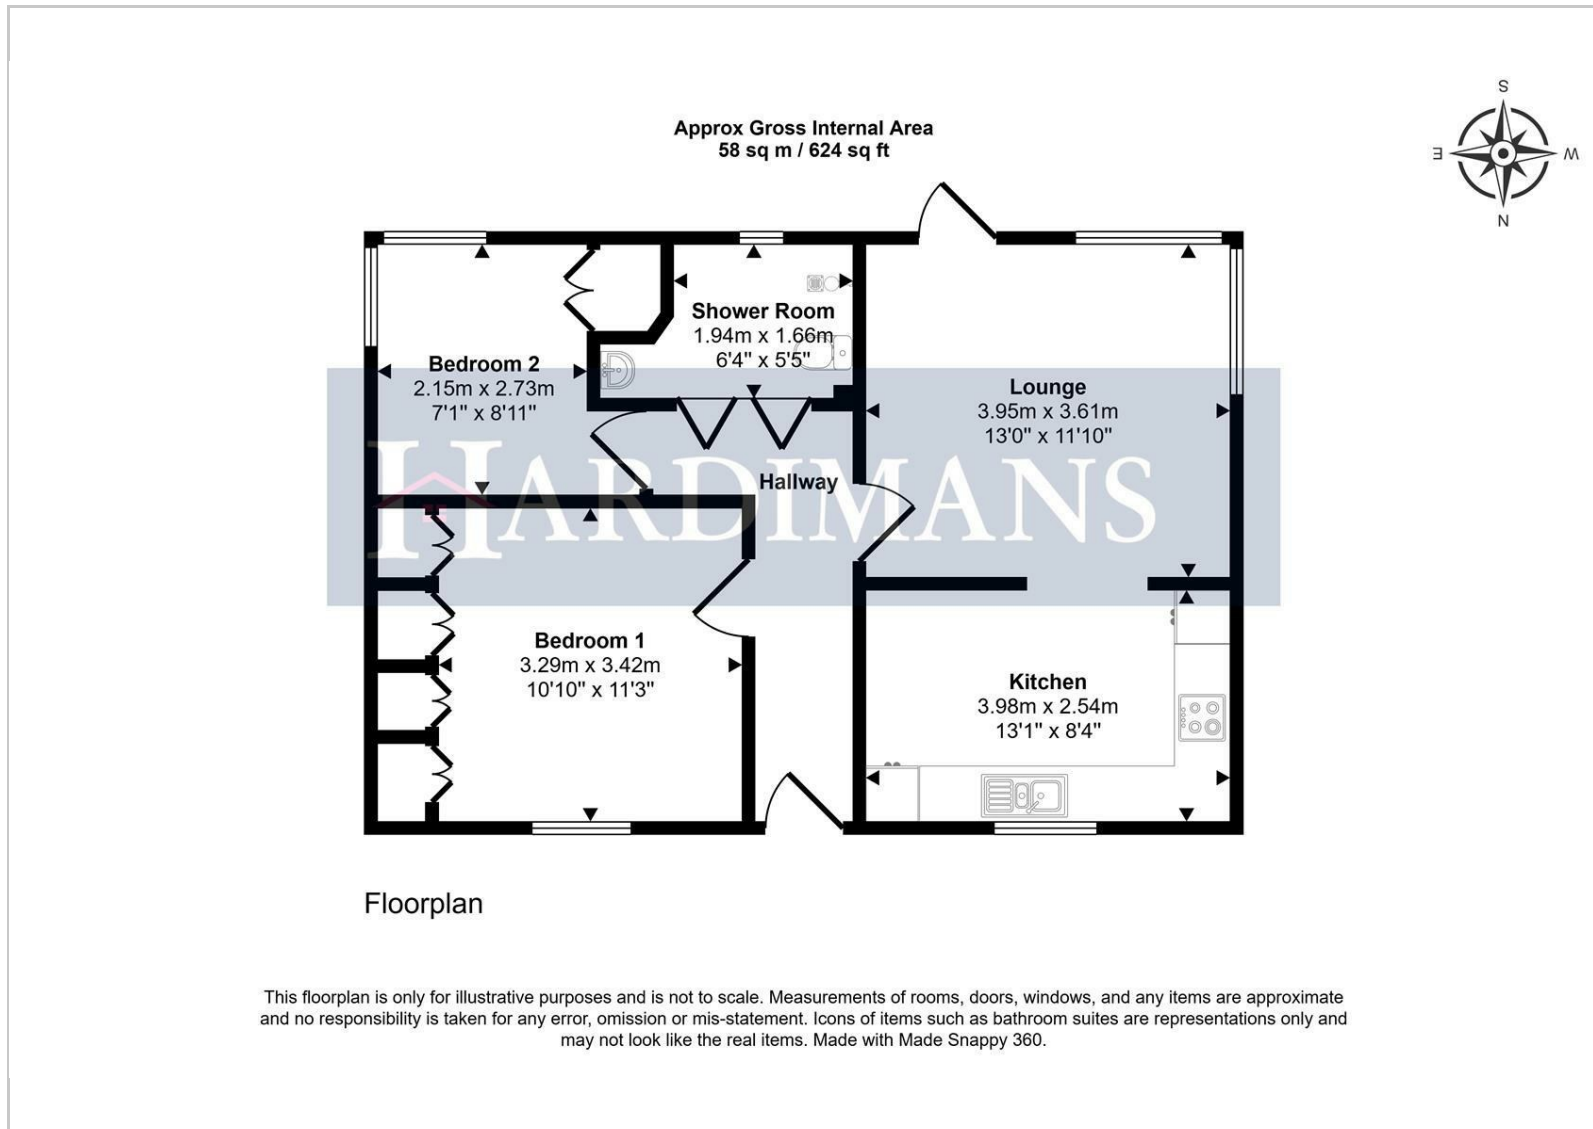 Approx Gross Internal Area
58 sq m / 624 sq ft
S
E
W
N
Shower Room
1.94m x 1.66m
6'4" x 5'5"
Bedroom 2
2.15m x 2.73m
7'1" x 8'11"
Lounge
3.95m x 3.61m
13'0" x 11'10"
Hallway
HARDIMANS
Bedroom 1
3.29m x 3.42m
10'10" x 11'3"
Kitchen
3.98m x 2.54m
13'1" x 8'4"
Floorplan
This floorplan is only for illustrative purposes and is not to scale. Measurements of rooms, doors, windows, and any items are approximate
and no responsibility is taken for any error, omission or mis-statement. Icons of items such as bathroom suites are representations only and
may not look like the real items. Made with Made Snappy 360.